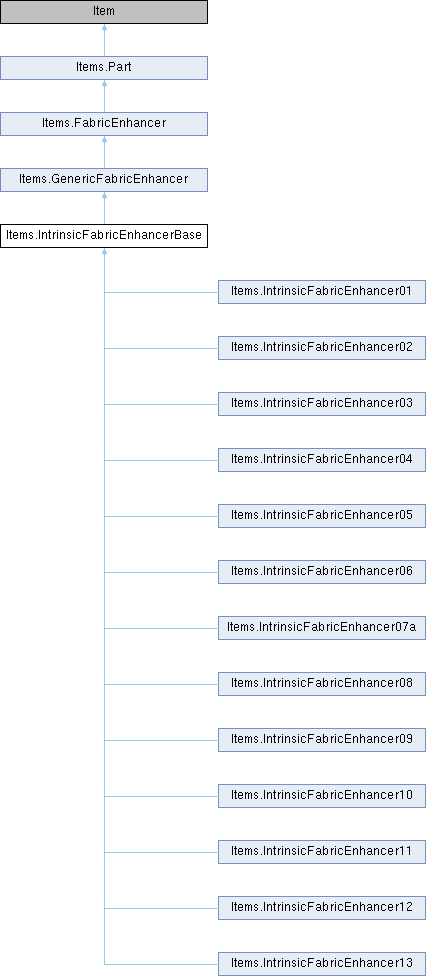 Item
Items.Part
Items.FabricEnhancer
Items.GenericFabricEnhancer
Items.IntrinsicFabricEnhancerBase
Items.IntrinsicFabricEnhancer01
Items.IntrinsicFabricEnhancer02
Items.IntrinsicFabricEnhancer03
Items.IntrinsicFabricEnhancer04
Items.IntrinsicFabricEnhancer05
Items.IntrinsicFabricEnhancer06
Items.IntrinsicFabricEnhancer07a
Items.IntrinsicFabricEnhancer08
Items.IntrinsicFabricEnhancer09
Items.IntrinsicFabricEnhancer10
Items.IntrinsicFabricEnhancer11
Items.IntrinsicFabricEnhancer12
Items.IntrinsicFabricEnhancer13